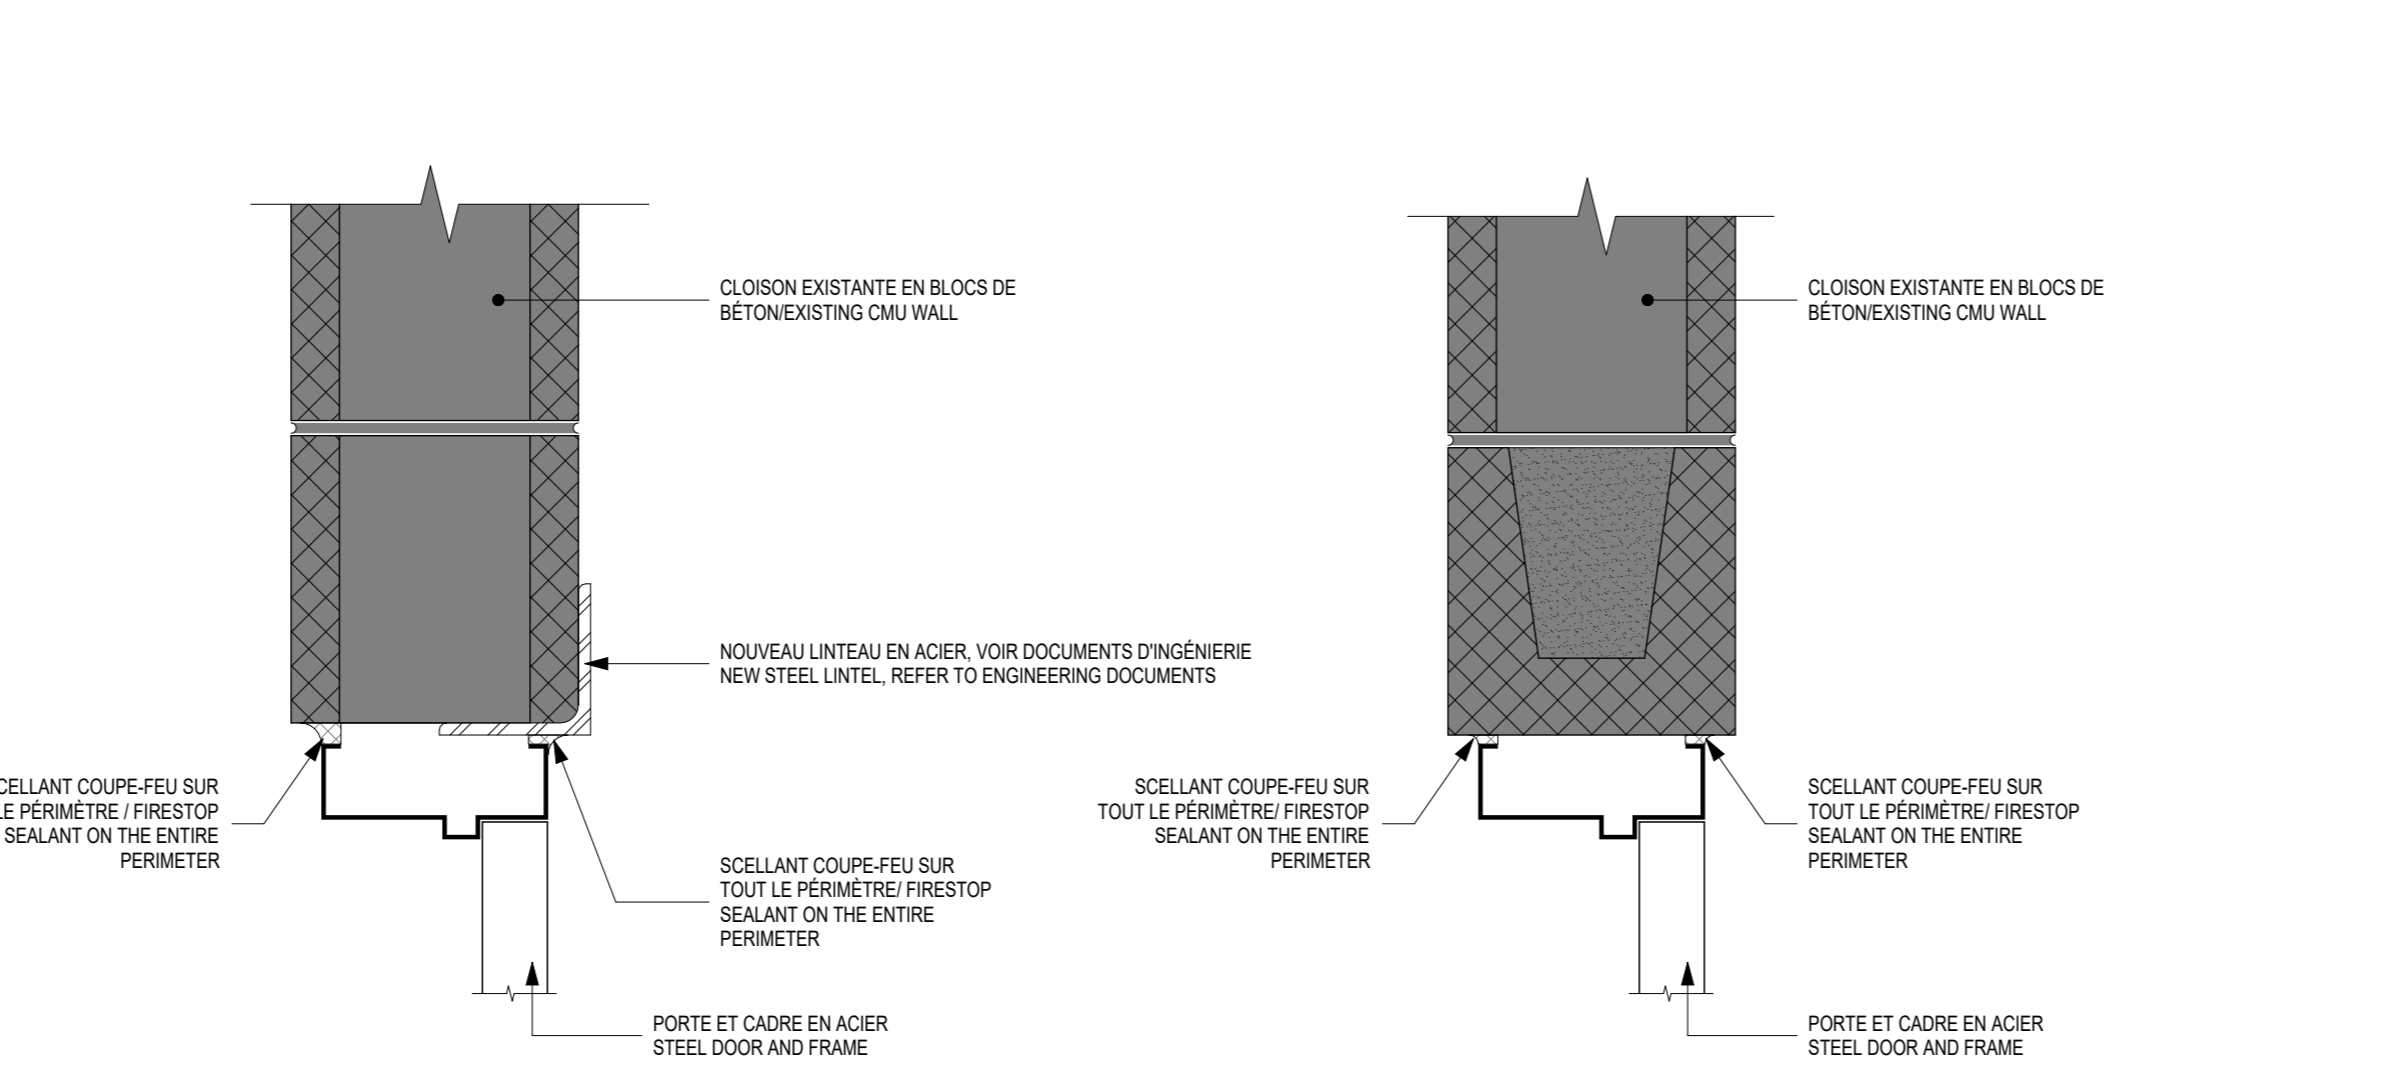 CLOISON EXISTANTE EN BLOCS DE
BÉTON/EXISTING CMU WALL
NOUVEAU LINTEAU EN ACIER, VOIR DOCUMENTS D'INGÉNIERIE
NEW STEEL LINTEL, REFER TO ENGINEERING DOCUMENTS
CELLANT COUPE-FEU SUR
LE PÉRIMÈTRE / FIRESTOP
SEALANT ON THE ENTIRE
PERIMETER
SCELLANT COUPE-FEU SUR
TOUT LE PÉRIMÈTRE/ FIRESTOP
SEALANT ON THE ENTIRE
PERIMETER
PORTE ET CADRE EN ACIER
STEEL DOOR AND FRAME
CLOISON EXISTANTE EN BLOCS DE
BÉTON/EXISTING CMU WALL
SCELLANT COUPE-FEU SUR
TOUT LE PÉRIMÈTRE/ FIRESTOP
SEALANT ON THE ENTIRE
PERIMETER
SCELLANT COUPE-FEU SUR
TOUT LE PÉRIMÈTRE/ FIRESTOP
SEALANT ON THE ENTIRE
PERIMETER
PORTE ET CADRE EN ACIER
STEEL DOOR AND FRAME